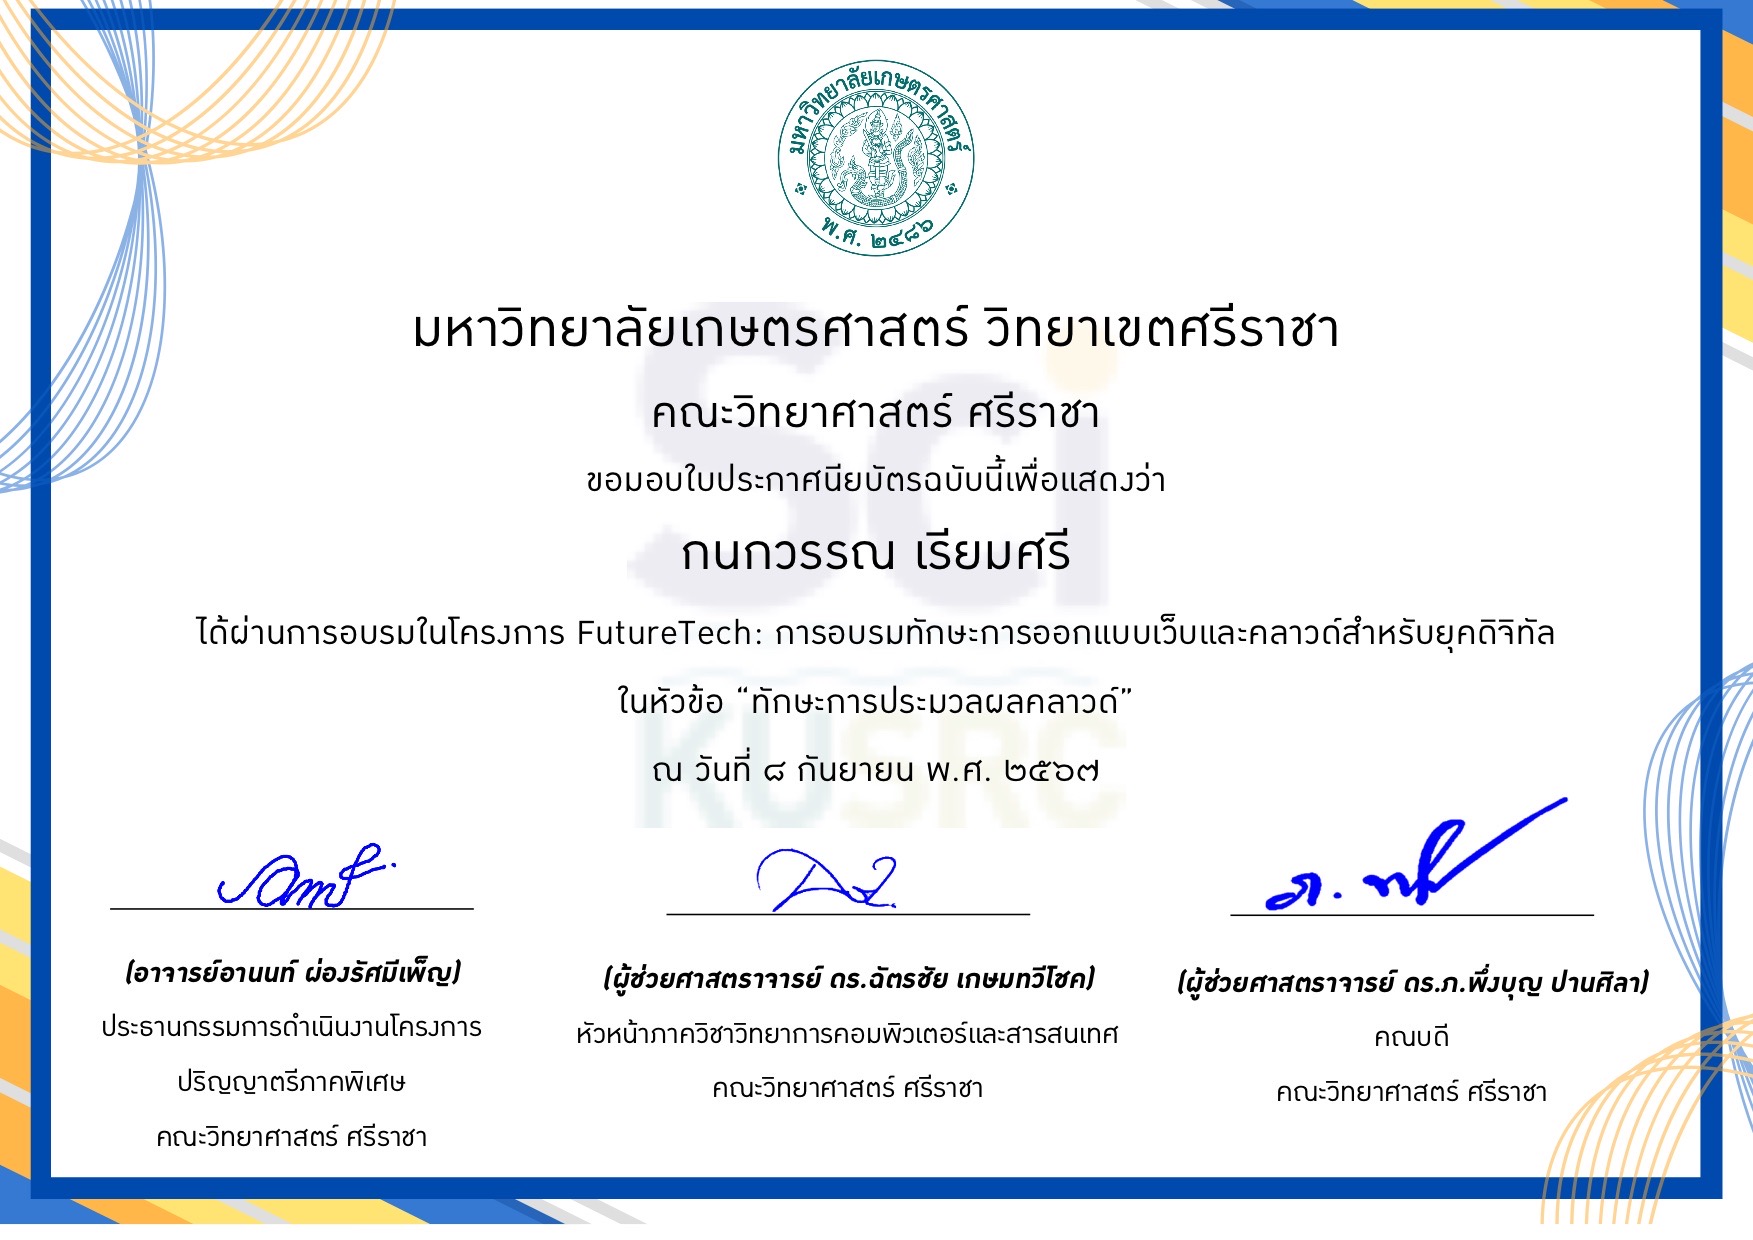 มหาวิทยาลัยเกษตรศาสตร์
พ.ศ. ๒๔๘๖
มหาวิทยาลัยเกษตรศาสตร์ วิทยาเขตศรีราชา
คณะวิทยาศาสตร์ ศรีราชา
ขอมอบใบประกาศนียบัตรฉบับนี้เพื่อแสดงว่า
กนกวรรณ เรียมศรี
ได้ผ่านการอบรมในโครงการ FutureTech: การอบรมทักษะการออกแบบเว็บและคลาวด์สำหรับยุคดิจิทัล
ในหัวข้อ “ทักษะการประมวลผลคลาวด์”
ณ วันที่ ๘ กันยายน พ.ศ. ๒๕๖๗
Sci
KUSRC
(อาจารย์อานนท์ ผ่องรัศมีเพ็ญ)
ประธานกรรมการดำเนินงานโครงการ
ปริญญาตรีภาคพิเศษ
คณะวิทยาศาสตร์ ศรีราชา
(ผู้ช่วยศาสตราจารย์ ดร.ฉัตรชัย เกษมทวีโชค)
หัวหน้าภาควิชาวิทยาการคอมพิวเตอร์และสารสนเทศ
คณะวิทยาศาสตร์ ศรีราชา
(ผู้ช่วยศาสตราจารย์ ดร.ภ.พึ่งบุญ ปานศิลา)
คณบดี
คณะวิทยาศาสตร์ ศรีราชา